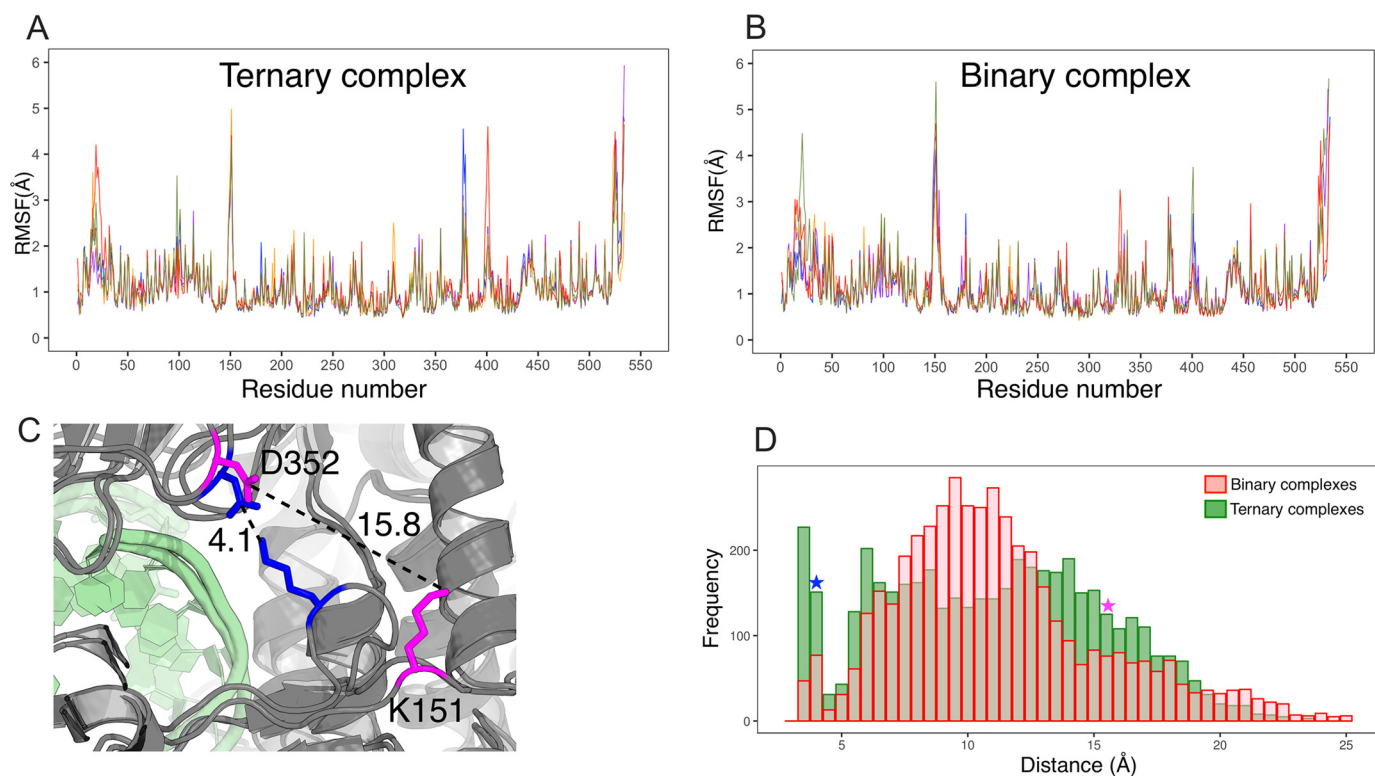 A
Ternary complex
RMSF(Å)
6
5
4
3
2
1
0
0 50 100 150 200 250 300 350 400 450 500 550
Residue number
B
Binary complex
RMSF(Å)
6
5
4
3
2
1
0
0 50 100 150 200 250 300 350 400 450 500 550
Residue number
C
D352
4.1
15.8
K151
D
Binary complexes
Ternary complexes
Frequency
200
100
0
5 10 15 20 25
Distance (Å)